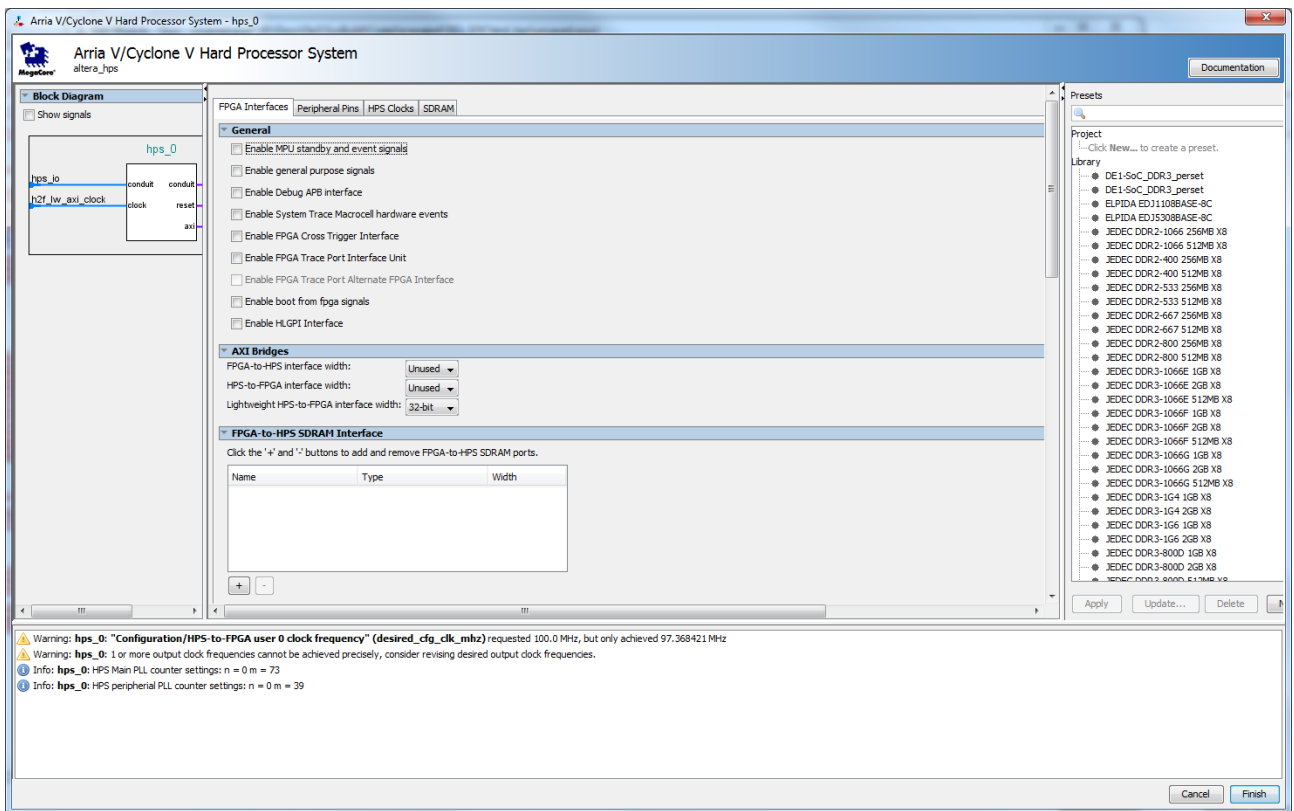 Arria V/Cyclone V Hard Processor System - hps_0
Arria V/Cyclone V Hard Processor System
altera_hps
MegaCore®
Documentation
Block Diagram
Show signals
hps_0
hps_io
h2f_lw_axi_clock
conduit conduit
clock reset
axi
FPGA Interfaces Peripheral Pins HPS Clocks SDRAM
General
Enable MPU standby and event signals
Enable general purpose signals
Enable Debug APB interface
Enable System Trace Macrocell hardware events
Enable FPGA Cross Trigger Interface
Enable FPGA Trace Port Interface Unit
Enable FPGA Trace Port Alternate FPGA Interface
Enable boot from fpga signals
Enable HLGPI Interface
AXI Bridges
FPGA-to-HPS interface width: Unused
HPS-to-FPGA interface width: Unused
Lightweight HPS-to-FPGA interface width: 32-bit
FPGA-to-HPS SDRAM Interface
Click the '+' and '-' buttons to add and remove FPGA-to-HPS SDRAM ports.
Name Type Width
+ -
Presets
Project
Click New... to create a preset.
Library
DE1-SoC_DDR3_perset
DE1-SoC_DDR3_perset
ELPIDA EDJ1108BASE-8C
ELPIDA EDJ5308BASE-8C
JEDEC DDR2-1066 256MB X8
JEDEC DDR2-1066 512MB X8
JEDEC DDR2-400 256MB X8
JEDEC DDR2-400 512MB X8
JEDEC DDR2-533 256MB X8
JEDEC DDR2-533 512MB X8
JEDEC DDR2-667 256MB X8
JEDEC DDR2-667 512MB X8
JEDEC DDR2-800 256MB X8
JEDEC DDR2-800 512MB X8
JEDEC DDR3-1066E 1GB X8
JEDEC DDR3-1066E 2GB X8
JEDEC DDR3-1066E 512MB X8
JEDEC DDR3-1066F 1GB X8
JEDEC DDR3-1066F 2GB X8
JEDEC DDR3-1066F 512MB X8
JEDEC DDR3-1066G 1GB X8
JEDEC DDR3-1066G 2GB X8
JEDEC DDR3-1066G 512MB X8
JEDEC DDR3-1G4 1GB X8
JEDEC DDR3-1G4 2GB X8
JEDEC DDR3-1G6 1GB X8
JEDEC DDR3-1G6 2GB X8
JEDEC DDR3-800D 1GB X8
JEDEC DDR3-800D 2GB X8
JEDEC DDR3-800D 512MB X8
Apply Update... Delete N
Warning: hps_0: "Configuration/HPS-to-FPGA user 0 clock frequency" (desired_cfg_clk_mhz) requested 100.0 MHz, but only achieved 97.368421 MHz
Warning: hps_0: 1 or more output clock frequencies cannot be achieved precisely, consider revising desired output clock frequencies.
Info: hps_0: HPS Main PLL counter settings: n = 0 m = 73
Info: hps_0: HPS peripherial PLL counter settings: n = 0 m = 39
Cancel Finish